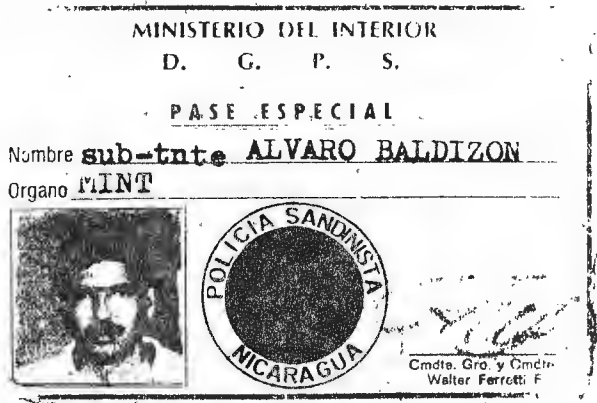 MINISTERIO DEL INTERIOR
D. G. P. S.
PASE ESPECIAL
Nombre sub-tnte ALVARO BALDIZON
Organo MINT
POLICIA SANDINISTA
NICARAGUA
Cmdte. Gro. y
Walter Ferretti F